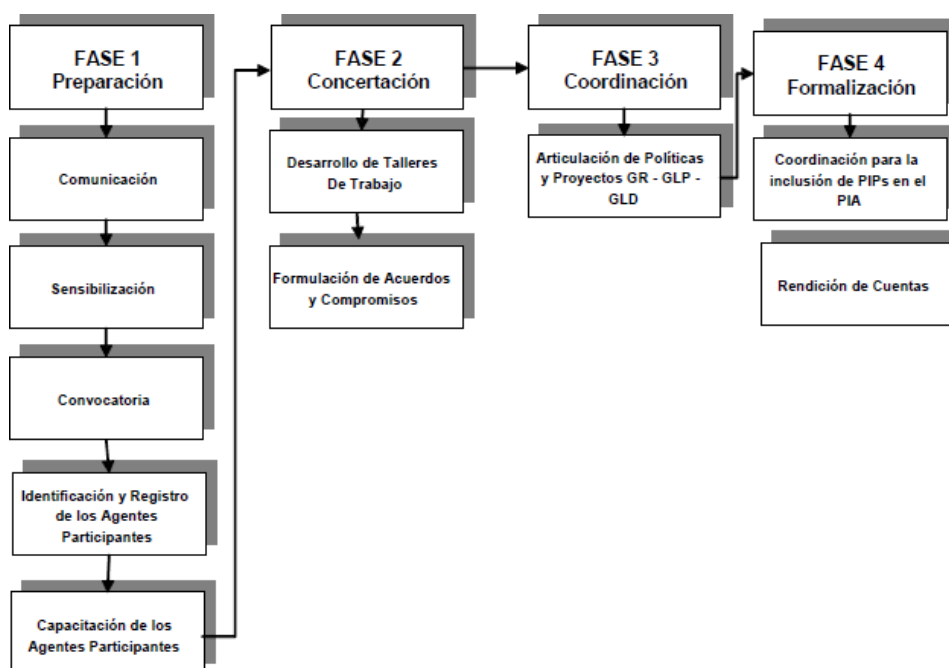 FASE 1
Preparación
Comunicación
Sensibilización
Convocatoria
Identificación y Registro
de los Agentes
Participantes
Capacitación de los
Agentes Participantes
FASE 2
Concertación
Desarrollo de Talleres
De Trabajo
Formulación de Acuerdos
y Compromisos
FASE 3
Coordinación
Articulación de Políticas
y Proyectos GR - GLP -
GLD
FASE 4
Formalización
Coordinación para la
inclusión de PIPs en el
PIA
Rendición de Cuentas